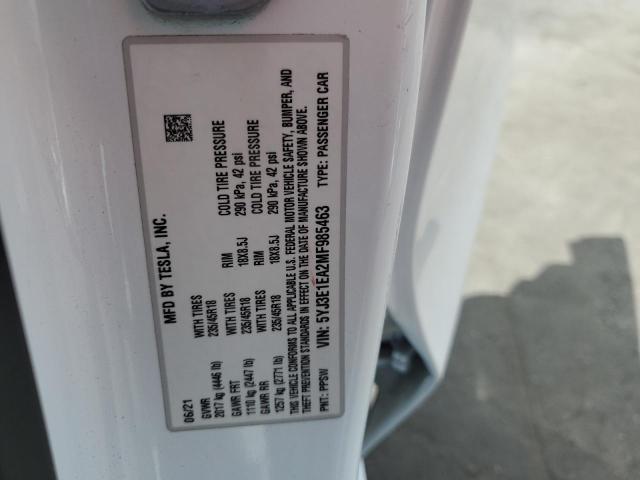 MFD BY TESLA, INC.
06/21
GVWR
2017 kg (4446 lb)
GAWR FRT WITH TIRES RIM COLD TIRE PRESSURE
1110 kg (2447 lb) 235/45R18 18X8.5J 290 kPa, 42 psi
GAWR RR WITH TIRES RIM COLD TIRE PRESSURE
1257 kg (2771 lb) 235/45R18 18X8.5J 290 kPa, 42 psi
THIS VEHICLE CONFORMS TO ALL APPLICABLE U.S. FEDERAL MOTOR VEHICLE SAFETY, BUMPER, AND
THEFT PREVENTION STANDARDS IN EFFECT ON THE DATE OF MANUFACTURE SHOWN ABOVE.
VIN: 5YJ3E1EA2MF985463 TYPE: PASSENGER CAR
PNT: PPSW